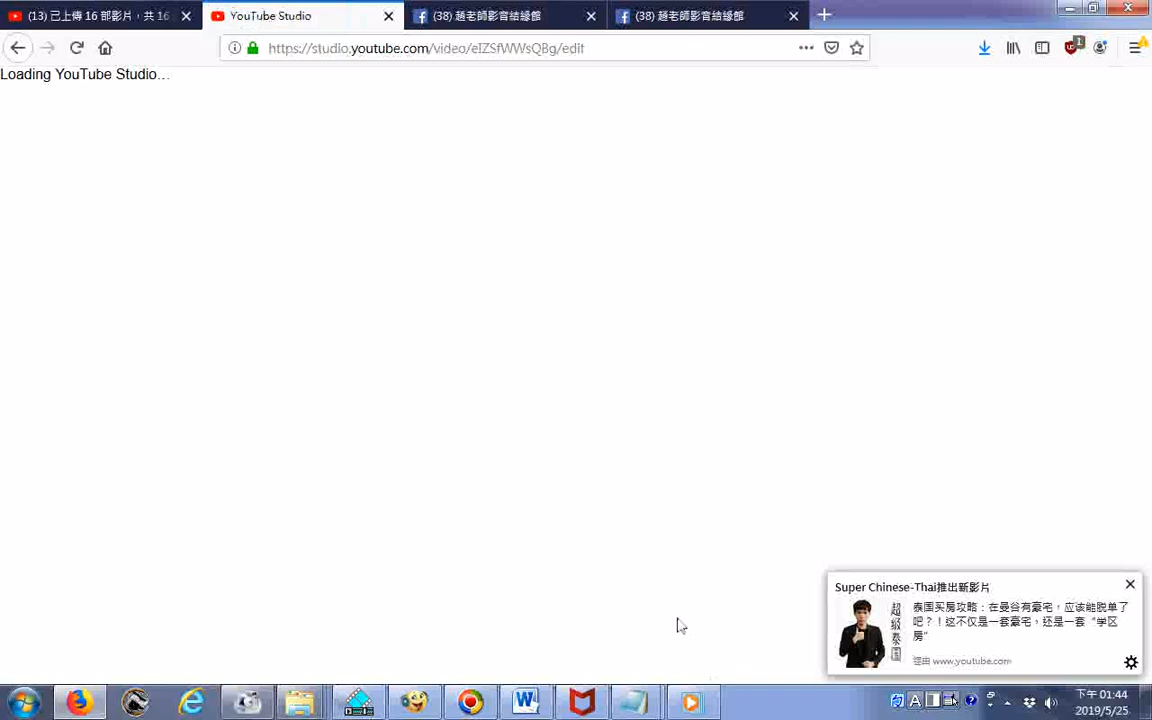 (13) 已上傳 16 部影片，共 16
YouTube Studio
(38) 趙老師影音結緣館
(38) 趙老師影音結緣館
https://studio.youtube.com/video/eIZSfWWsQBg/edit
1
Loading YouTube Studio…
Super Chinese-Thai推出新影片
超级泰国
泰国买房攻略：在曼谷有豪宅，应该能脱单了
吧？！这不仅是一套豪宅，还是一套“学区
房”
經由 www.youtube.com
下午 01:44
2019/5/25